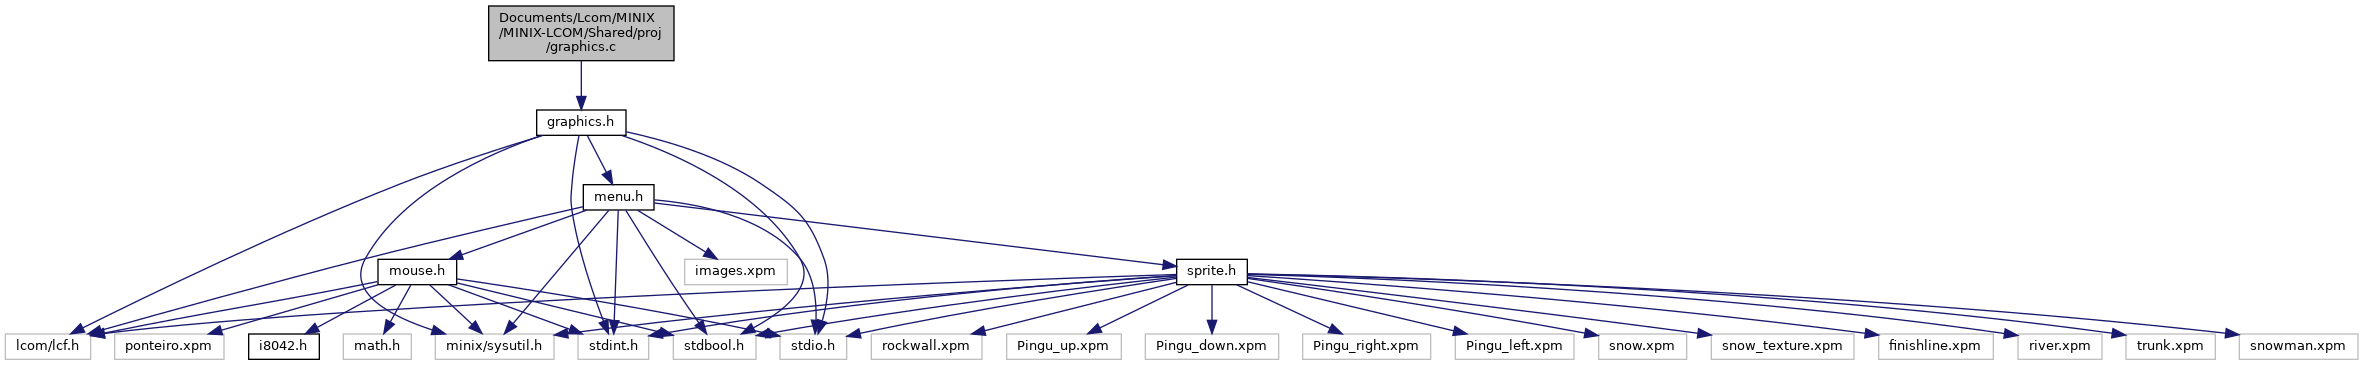 Documents/Lcom/MINIX
/MINIX-LCOM/Shared/proj
/graphics.c
graphics.h
menu.h
mouse.h
images.xpm
sprite.h
lcom/lcf.h
ponteiro.xpm
i8042.h
math.h
minix/sysutil.h
stdint.h
stdbool.h
stdio.h
rockwall.xpm
Pingu_up.xpm
Pingu_down.xpm
Pingu_right.xpm
Pingu_left.xpm
snow.xpm
snow_texture.xpm
finishline.xpm
river.xpm
trunk.xpm
snowman.xpm